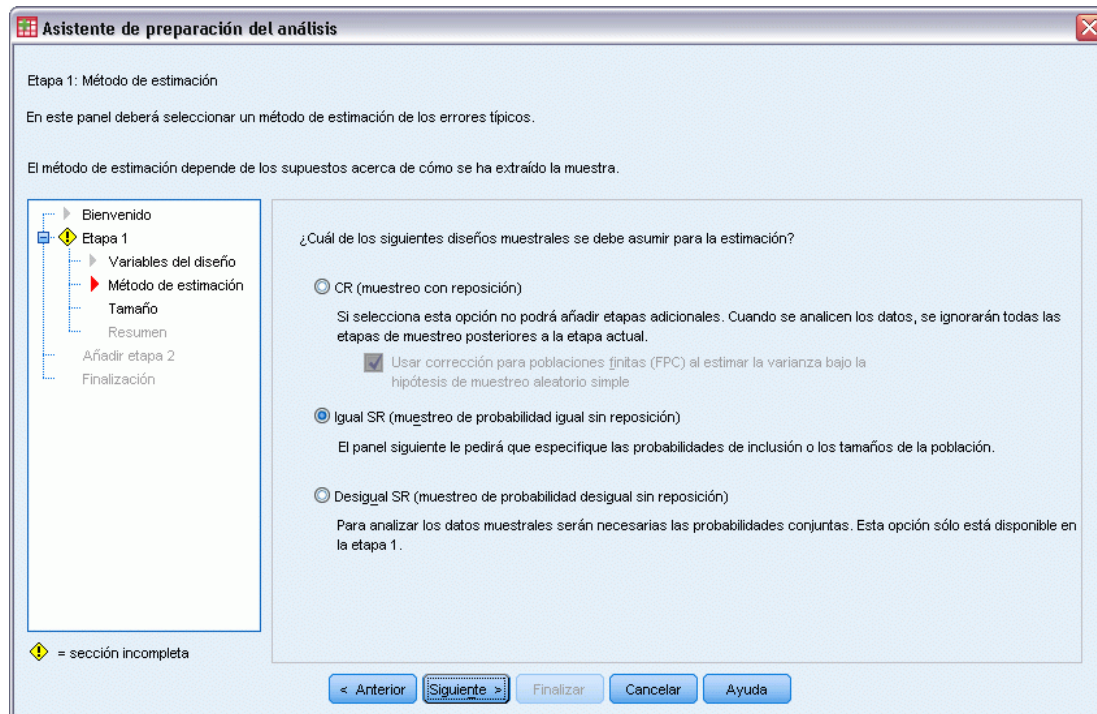 Asistente de preparación del análisis
Etapa 1: Método de estimación
En este panel deberá seleccionar un método de estimación de los errores típicos.
El método de estimación depende de los supuestos acerca de cómo se ha extraído la muestra.
Bienvenido
Etapa 1
Variables del diseño
Método de estimación
Tamaño
Resumen
Añadir etapa 2
Finalización
= sección incompleta
¿Cuál de los siguientes diseños muestrales se debe asumir para la estimación?
CR (muestreo con reposición)
Si selecciona esta opción no podrá añadir etapas adicionales. Cuando se analicen los datos, se ignorarán todas las
etapas de muestreo posteriores a la etapa actual.
Usar corrección para poblaciones finitas (FPC) al estimar la varianza bajo la
hipótesis de muestreo aleatorio simple
Igual SR (muestreo de probabilidad igual sin reposición)
El panel siguiente le pedirá que especifique las probabilidades de inclusión o los tamaños de la población.
Desigual SR (muestreo de probabilidad desigual sin reposición)
Para analizar los datos muestrales serán necesarias las probabilidades conjuntas. Esta opción sólo está disponible en
la etapa 1.
< Anterior
Siguiente >
Finalizar
Cancelar
Ayuda